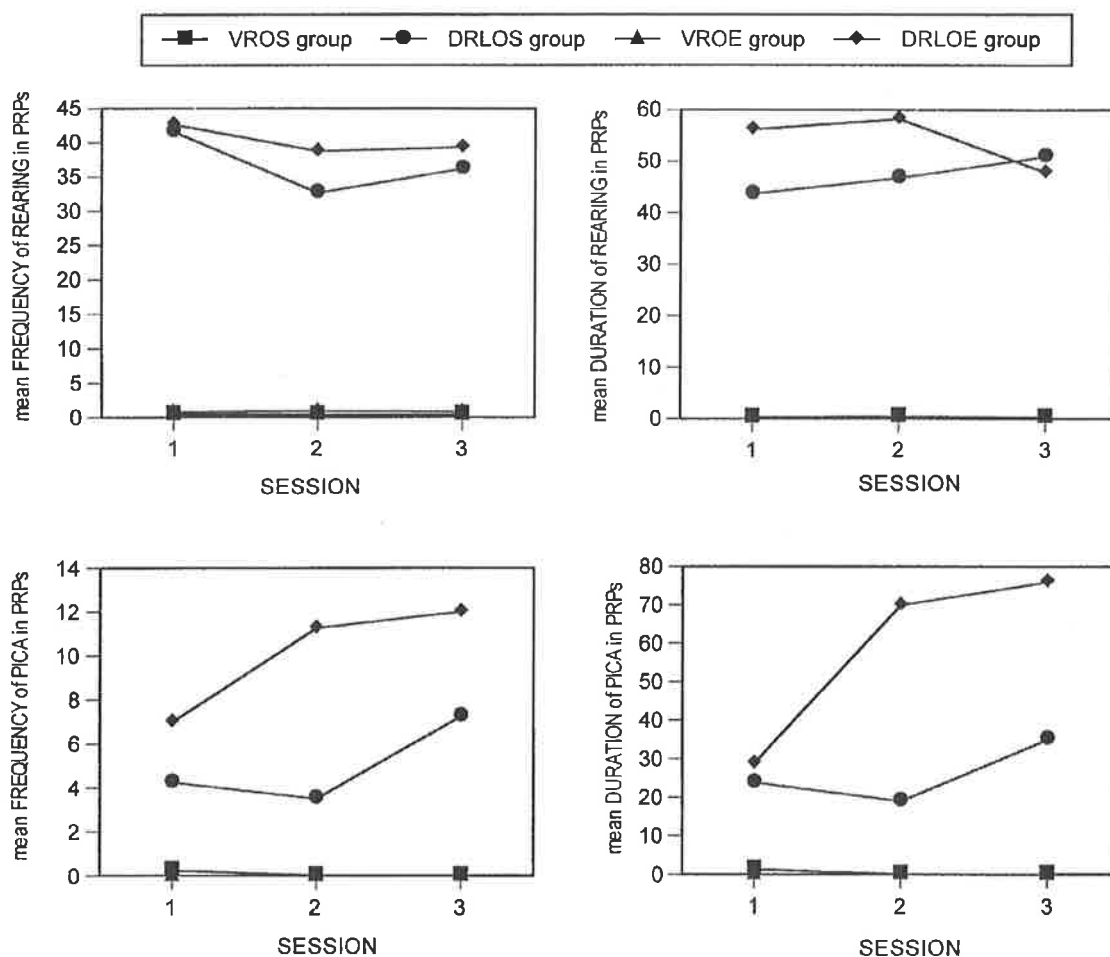 VROS group DRLOS group VROE group DRLOE group
mean FREQUENCY of REARING in PRPs
45
40
35
30
25
20
15
10
5
0
1 2 3
SESSION
mean DURATION of REARING in PRPs
60
50
40
30
20
10
0
1 2 3
SESSION
mean FREQUENCY of PICA in PRPs
14
12
10
8
6
4
2
0
1 2 3
SESSION
mean DURATION of PICA in PRPs
80
70
60
50
40
30
20
10
0
1 2 3
SESSION